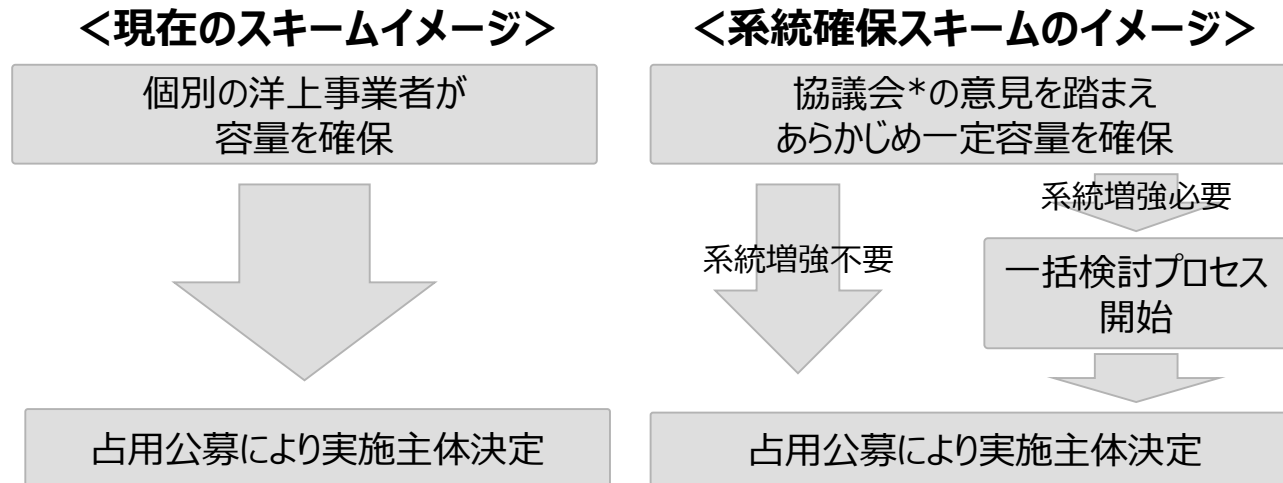 ＜現在のスキームイメージ＞
個別の洋上事業者が
容量を確保
占用公募により実施主体決定
＜系統確保スキームのイメージ＞
協議会*の意見を踏まえ
あらかじめ一定容量を確保
系統増強不要
系統増強必要
一括検討プロセス
開始
占用公募により実施主体決定